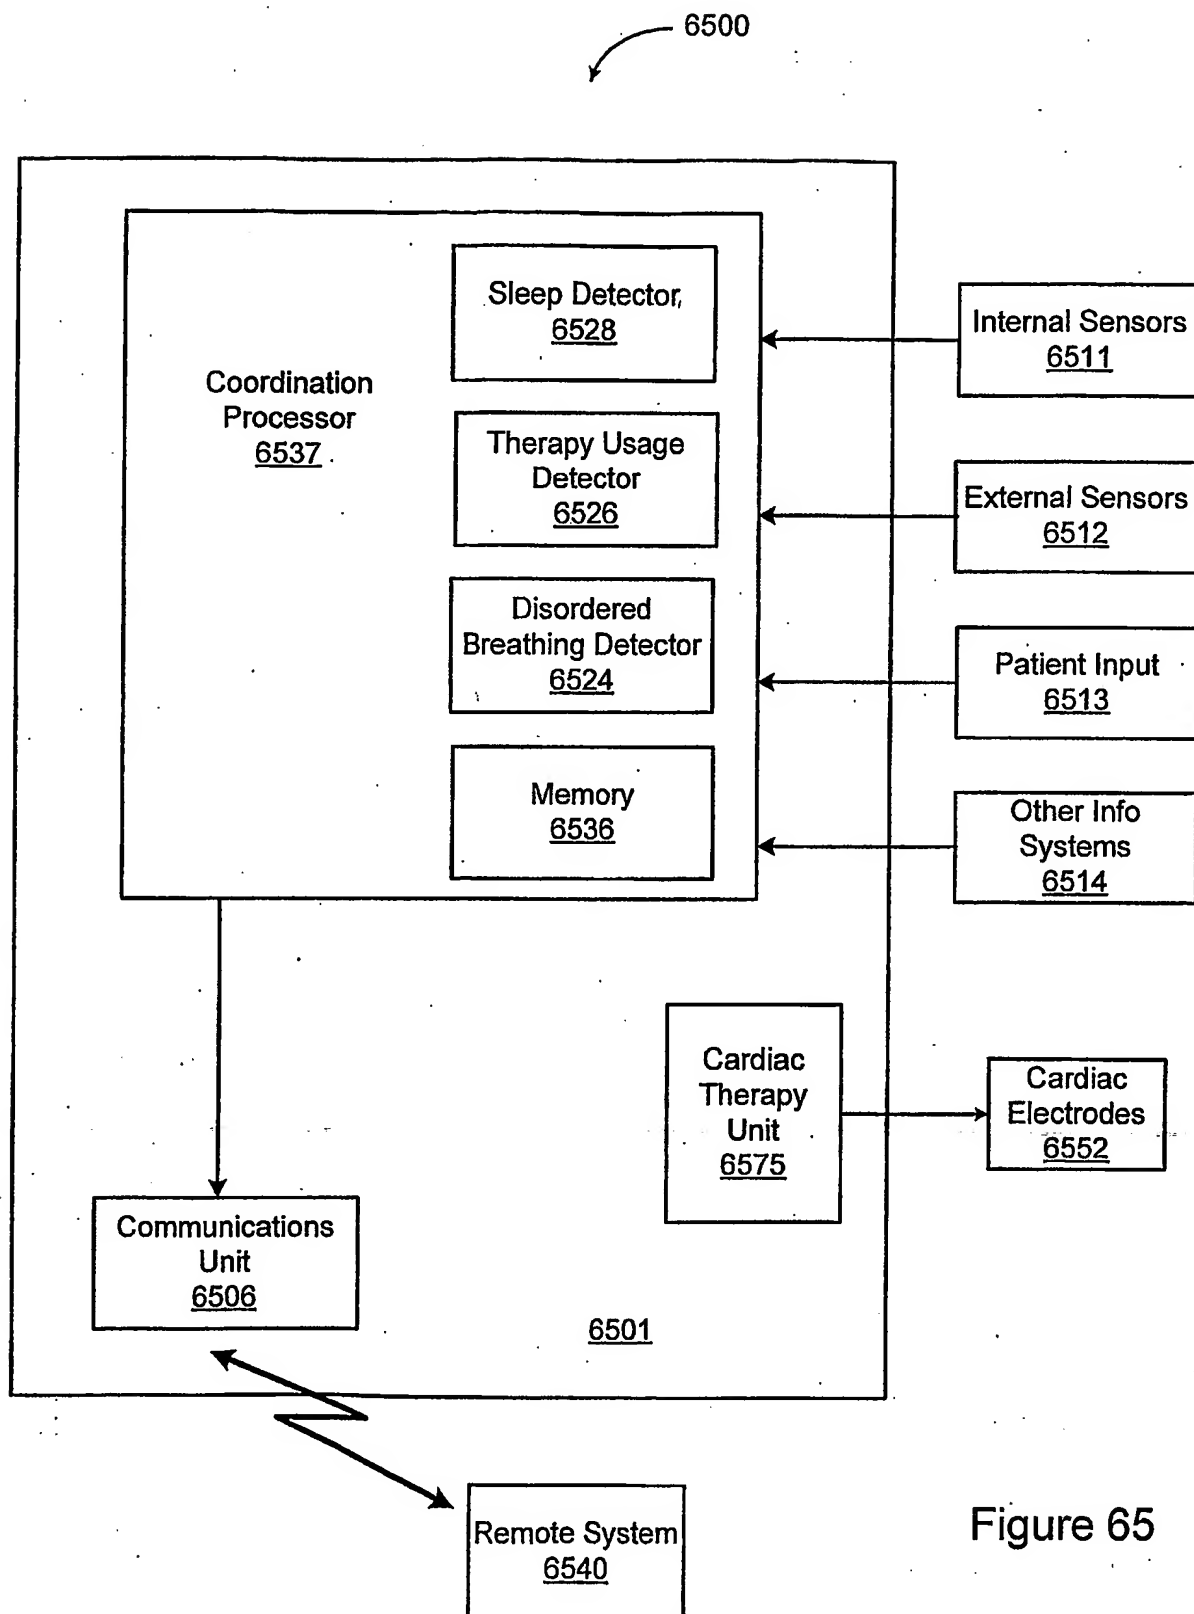 6500
Sleep Detector
6528
Coordination
Processor
6537
Therapy Usage
Detector
6526
Disordered
Breathing Detector
6524
Memory
6536
Internal Sensors
6511
External Sensors
6512
Patient Input
6513
Other Info
Systems
6514
Cardiac
Therapy
Unit
6575
Cardiac
Electrodes
6552
Communications
Unit
6506
6501
Remote System
6540
Figure 65